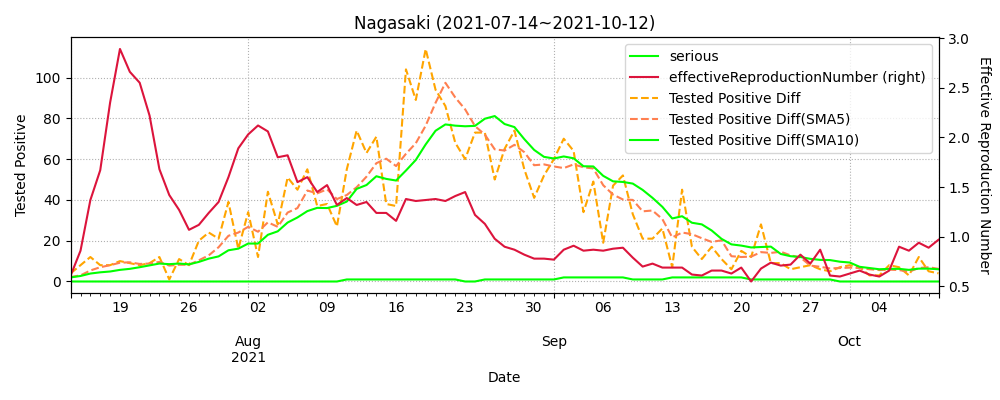 Nagasaki (2021-07-14~2021-10-12)
serious
effectiveReproductionNumber (right)
Tested Positive Diff
Tested Positive Diff(SMA5)
Tested Positive Diff(SMA10)
Tested Positive
0
20
40
60
80
100
Effective Reproduction Number
3.0
2.5
2.0
1.5
1.0
0.5
19 26 02 09 16 23 30 06 13 20 27 04
Aug Sep Oct
2021
Date